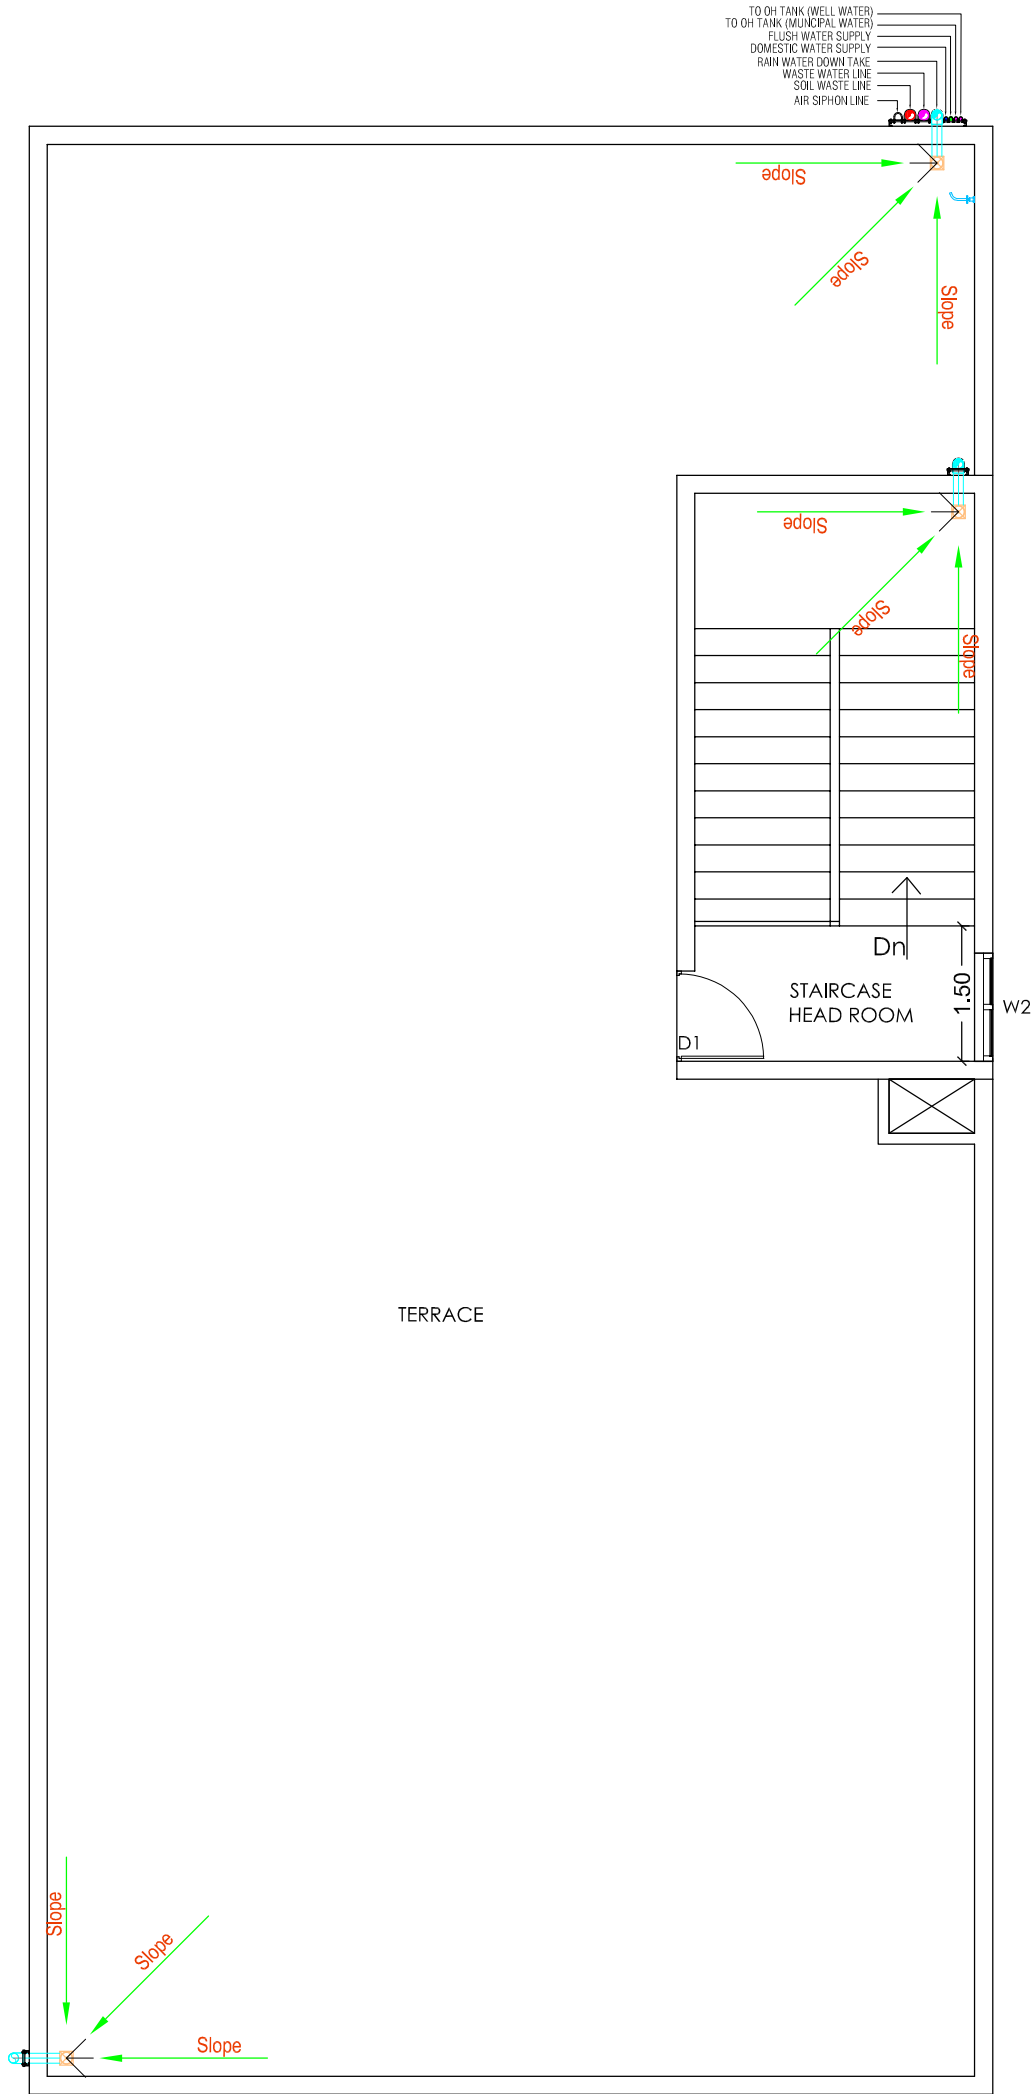 TO OH TANK (WELL WATER)
TO OH TANK (MUNCIPAL WATER)
FLUSH WATER SUPPLY
DOMESTIC WATER SUPPLY
RAIN WATER DOWN TAKE
WASTE WATER LINE
SOIL WASTE LINE
AIR SIPHON LINE
Slope
Slope
Slope
Slope
Slope
Slope
Dn
STAIRCASE
HEAD ROOM
1.50
W2
D1
TERRACE
Slope
Slope
Slope